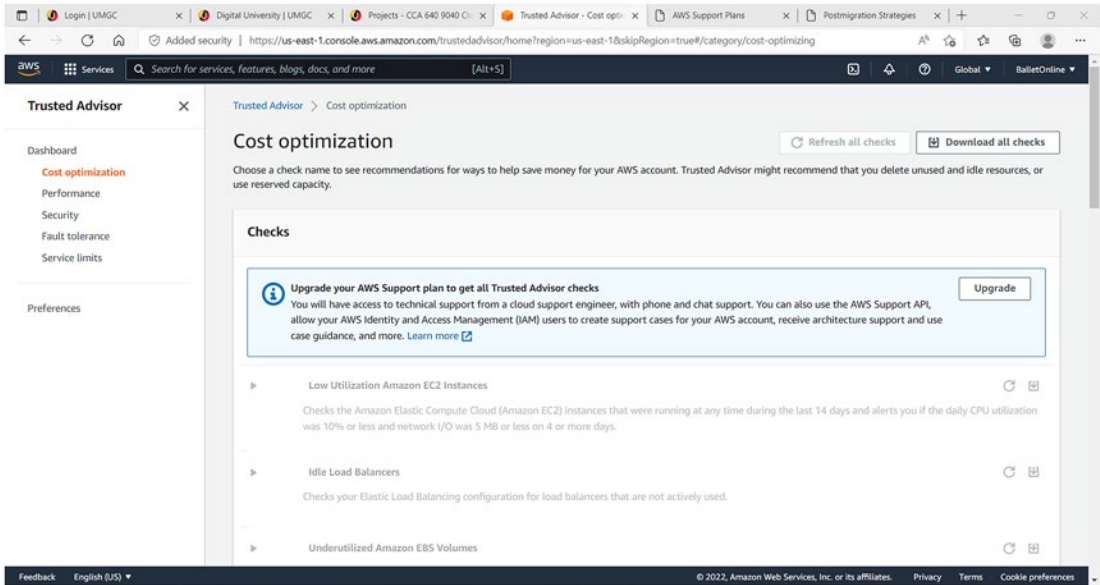 Login | UMGC
Digital University | UMGC
Projects - CCA 640 9040 Cl
Trusted Advisor - Cost optim
AWS Support Plans
Postmigration Strategies
Added security | https://us-east-1.console.aws.amazon.com/trustedadvisor/home?region=us-east-1&skipRegion=true#/category/cost-optimizing
aws
Services
Search for services, features, blogs, docs, and more
[Alt+S]
Global
BalletOnline
Trusted Advisor
Dashboard
Cost optimization
Performance
Security
Fault tolerance
Service limits
Preferences
Trusted Advisor > Cost optimization
Cost optimization
Refresh all checks
Download all checks
Choose a check name to see recommendations for ways to help save money for your AWS account. Trusted Advisor might recommend that you delete unused and idle resources, or
use reserved capacity.
Checks
Upgrade your AWS Support plan to get all Trusted Advisor checks
You will have access to technical support from a cloud support engineer, with phone and chat support. You can also use the AWS Support API,
allow your AWS Identity and Access Management (IAM) users to create support cases for your AWS account, receive architecture support and use
case guidance, and more. Learn more
Upgrade
Low Utilization Amazon EC2 Instances
Checks the Amazon Elastic Compute Cloud (Amazon EC2) instances that were running at any time during the last 14 days and alerts you if the daily CPU utilization
was 10% or less and network I/O was 5 MB or less on 4 or more days.
Idle Load Balancers
Checks your Elastic Load Balancing configuration for load balancers that are not actively used.
Underutilized Amazon EBS Volumes
Feedback
English (US)
© 2022, Amazon Web Services, Inc. or its affiliates.
Privacy
Terms
Cookie preferences